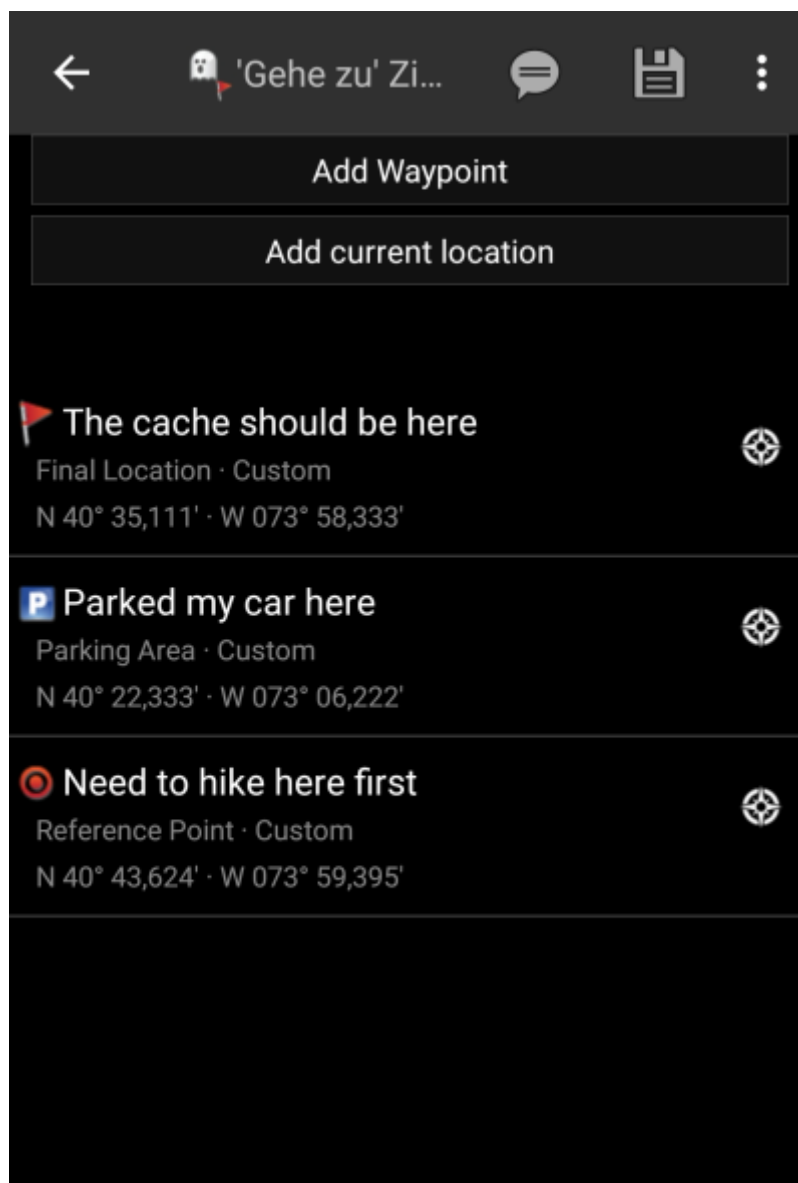 'Gehe zu' Zi...
Add Waypoint
Add current location
The cache should be here
Final Location · Custom
N 40° 35,111' · W 073° 58,333'
P Parked my car here
Parking Area · Custom
N 40° 22,333' · W 073° 06,222'
Need to hike here first
Reference Point · Custom
N 40° 43,624' · W 073° 59,395'